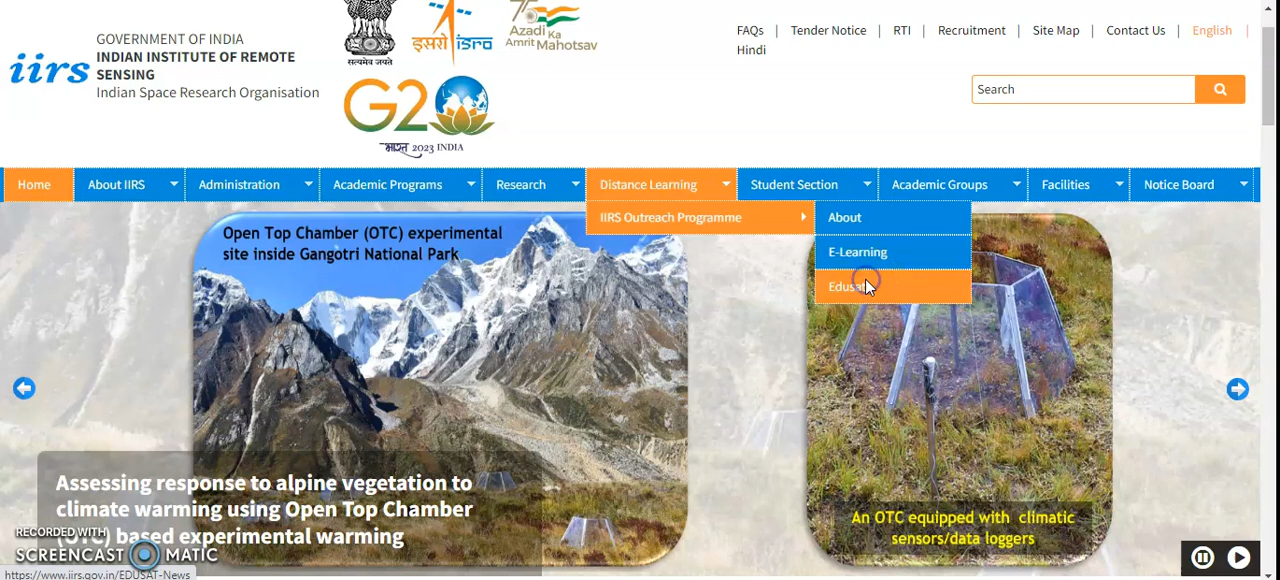 iirs
GOVERNMENT OF INDIA
INDIAN INSTITUTE OF REMOTE
SENSING
Indian Space Research Organisation
सत्यमेव जयते
इसरो isro
75
Azadi Ka
Amrit Mahotsav
G20
भारत 2023 INDIA
FAQs | Tender Notice | RTI | Recruitment | Site Map | Contact Us | English |
Hindi
Search
Home About IIRS Administration Academic Programs Research Distance Learning Student Section Academic Groups Facilities Notice Board
IIRS Outreach Programme About
E-Learning
Edusat
Open Top Chamber (OTC) experimental
site inside Gangotri National Park
Assessing response to alpine vegetation to
climate warming using Open Top Chamber
(OTC) based experimental warming
An OTC equipped with climatic
sensors/data loggers
RECORDED WITH
SCREENCAST MATIC
https://www.iirs.gov.in/EDUSAT-News